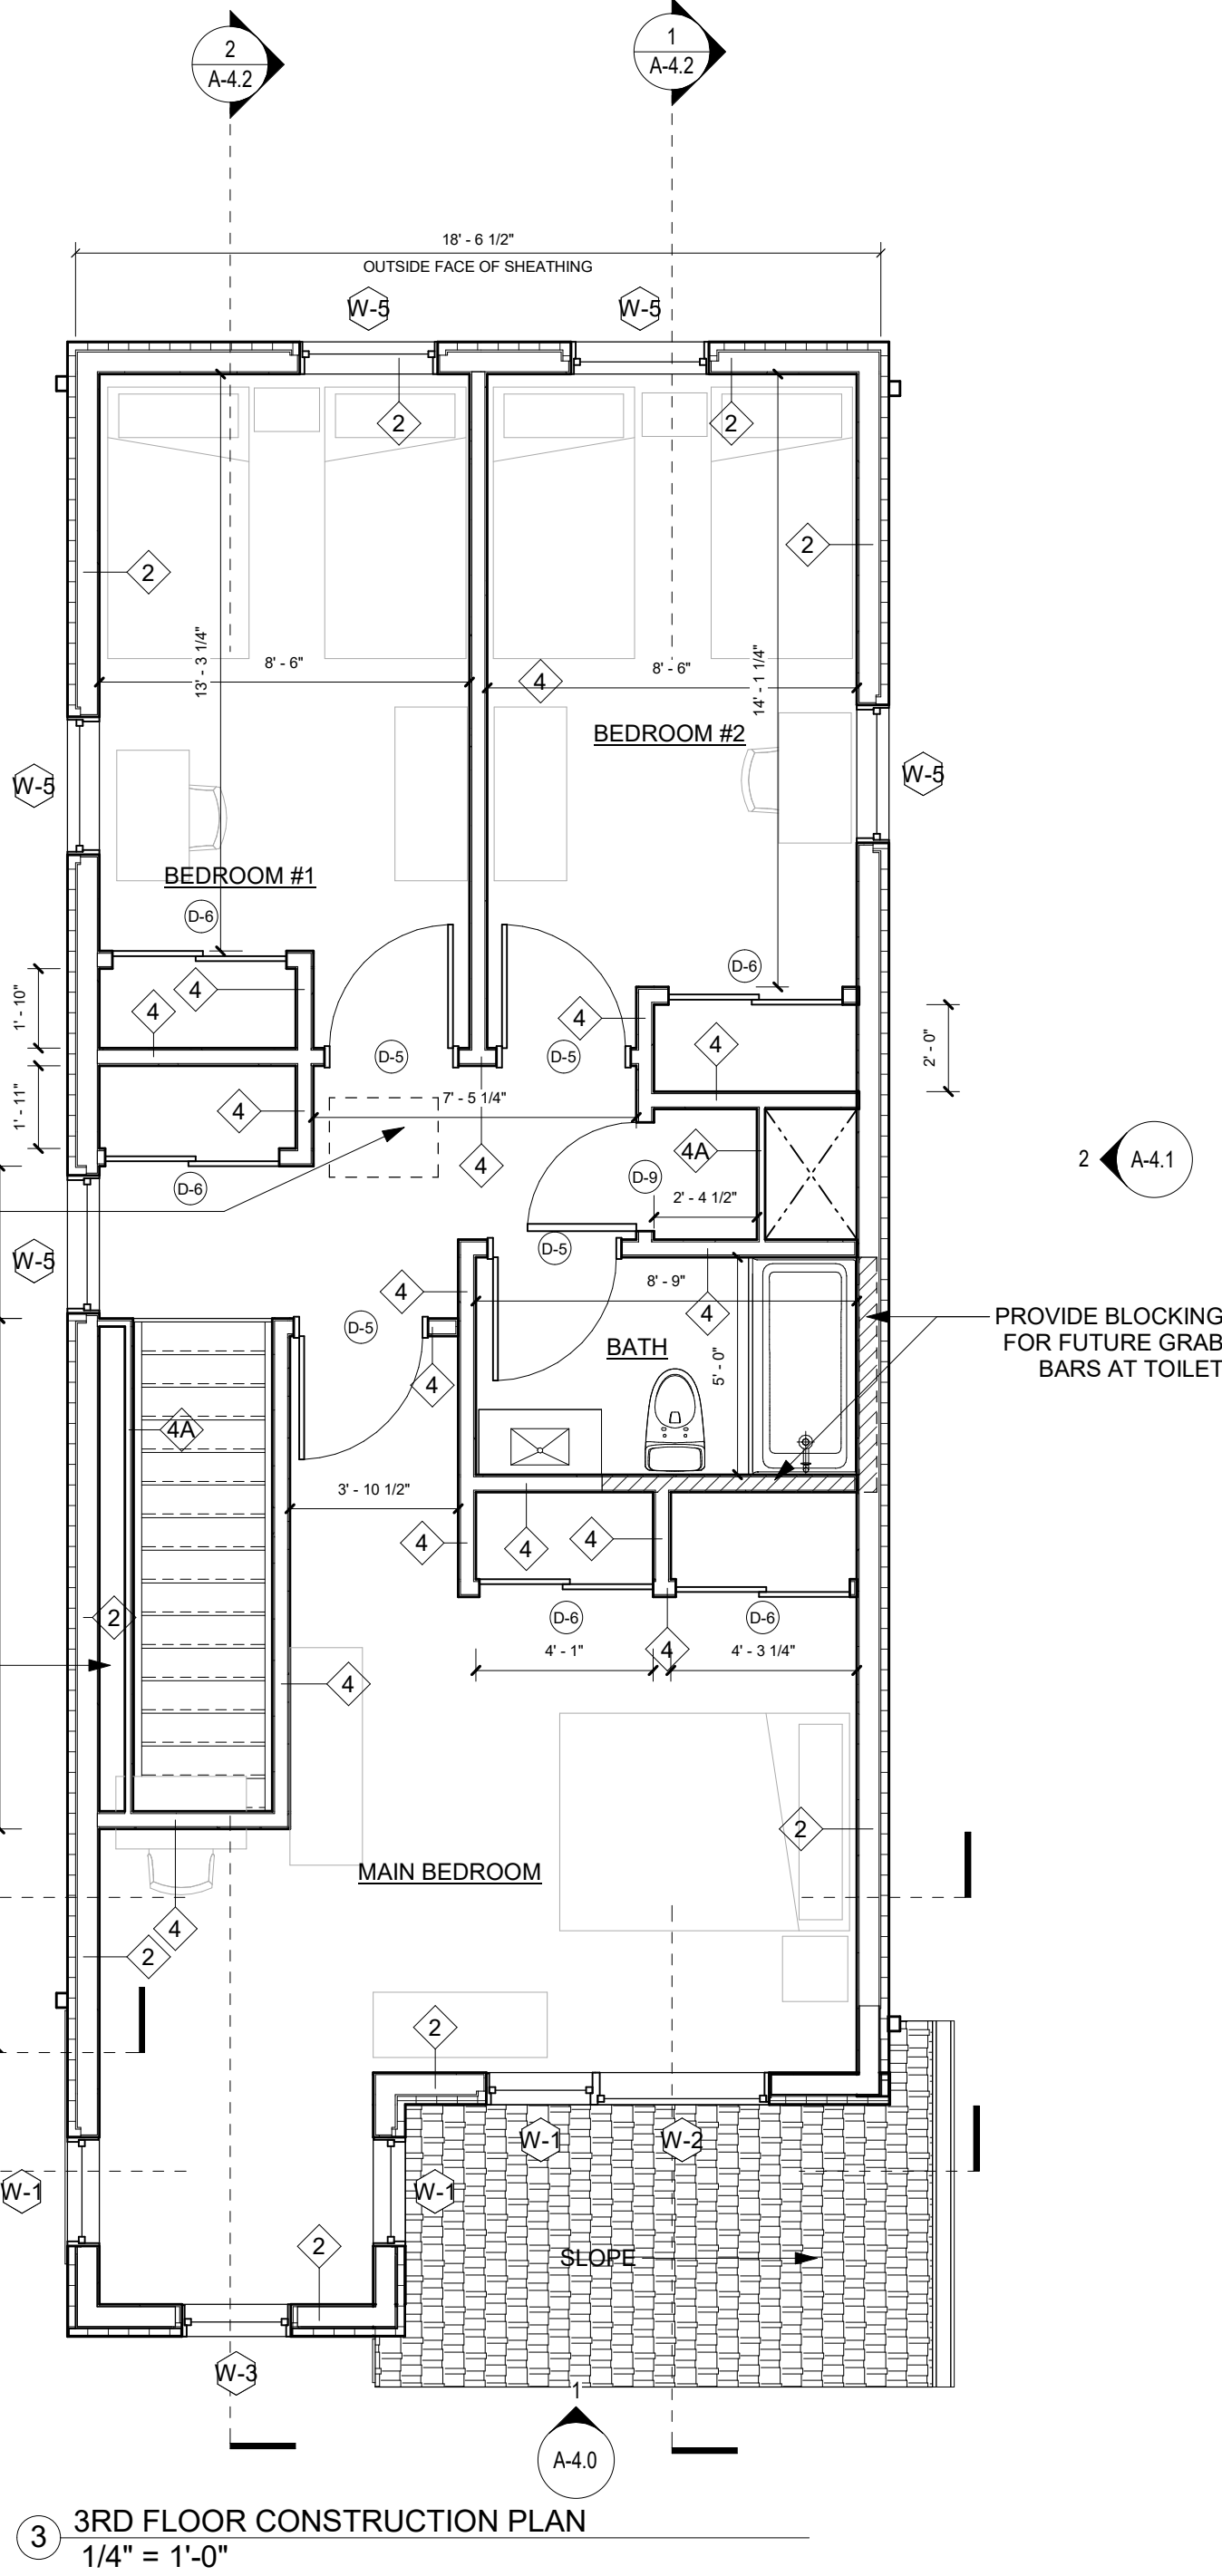 2
A-4.2
1
A-4.2
18' - 6 1/2"
OUTSIDE FACE OF SHEATHING
W-5
W-5
2
2
2
2
13' - 3 1/4"
8' - 6"
4
8' - 6"
14' - 1 1/4"
BEDROOM #2
W-5
W-5
BEDROOM #1
D-6
D-6
1' - 10"
4
4
4
4
2' - 0"
D-5
D-5
1' - 11"
4
7' - 5 1/4"
4
4A
2
A-4.1
D-6
D-9
2' - 4 1/2"
W-5
D-5
4
8' - 9"
4
D-5
PROVIDE BLOCKING
FOR FUTURE GRAB
BARS AT TOILET
BATH
5' - 0"
4
4A
3' - 10 1/2"
4
4
4
2
D-6
D-6
4' - 1"
4
4' - 3 1/4"
4
2
MAIN BEDROOM
4
2
2
W-1
W-2
W-1
W-1
2
SLOPE
W-3
1
A-4.0
3
3RD FLOOR CONSTRUCTION PLAN
1/4" = 1'-0"